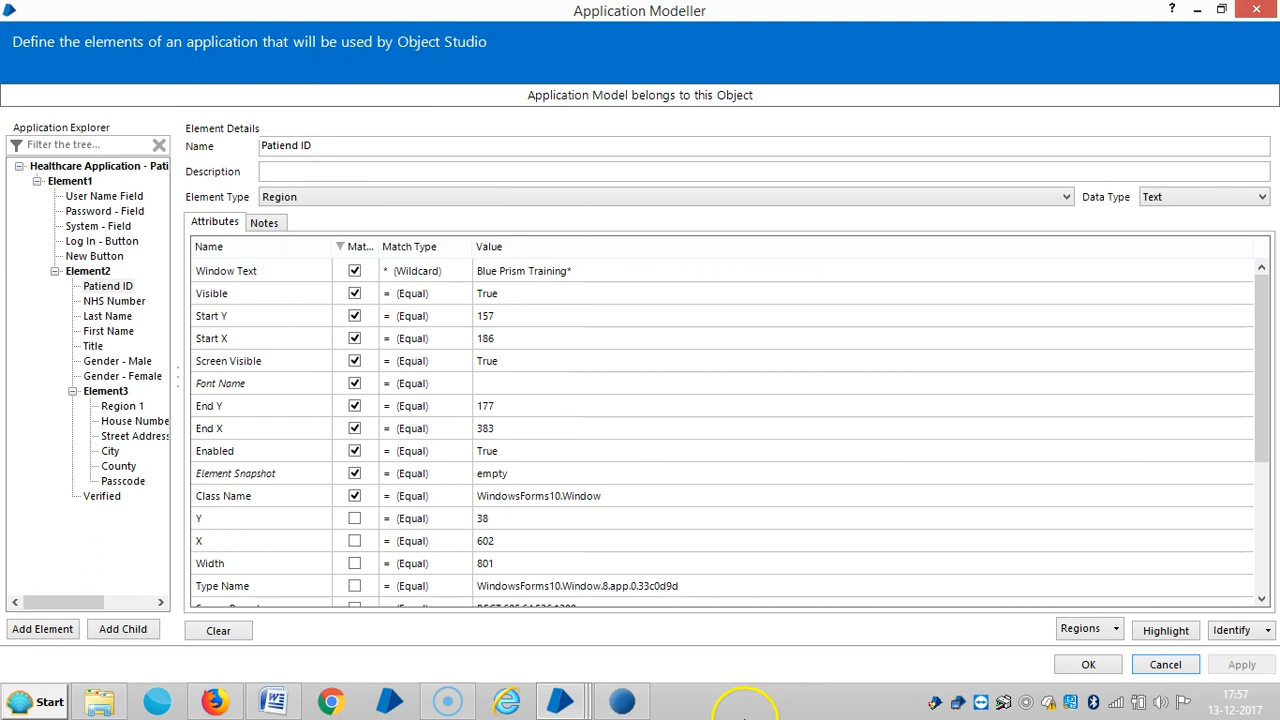 Application Modeller
?
Define the elements of an application that will be used by Object Studio
Application Model belongs to this Object
Application Explorer
Filter the tree...
Healthcare Application - Pati
Element1
User Name Field
Password - Field
System - Field
Log In - Button
New Button
Element2
Patiend ID
NHS Number
Last Name
First Name
Title
Gender - Male
Gender - Female
Element3
Region 1
House Numbe
Street Address
City
County
Passcode
Verified
Add Element Add Child
Element Details
Name Patiend ID
Description
Element Type Region Data Type Text
Attributes Notes
Name Mat... Match Type Value
Window Text * (Wildcard) Blue Prism Training*
Visible = (Equal) True
Start Y = (Equal) 157
Start X = (Equal) 186
Screen Visible = (Equal) True
Font Name = (Equal)
End Y = (Equal) 177
End X = (Equal) 383
Enabled = (Equal) True
Element Snapshot = (Equal) empty
Class Name = (Equal) WindowsForms10.Window
Y = (Equal) 38
X = (Equal) 602
Width = (Equal) 801
Type Name = (Equal) WindowsForms10.Window.8.app.0.33c0d9d
Clear Regions Highlight Identify
OK Cancel Apply
Start
17:57
13-12-2017